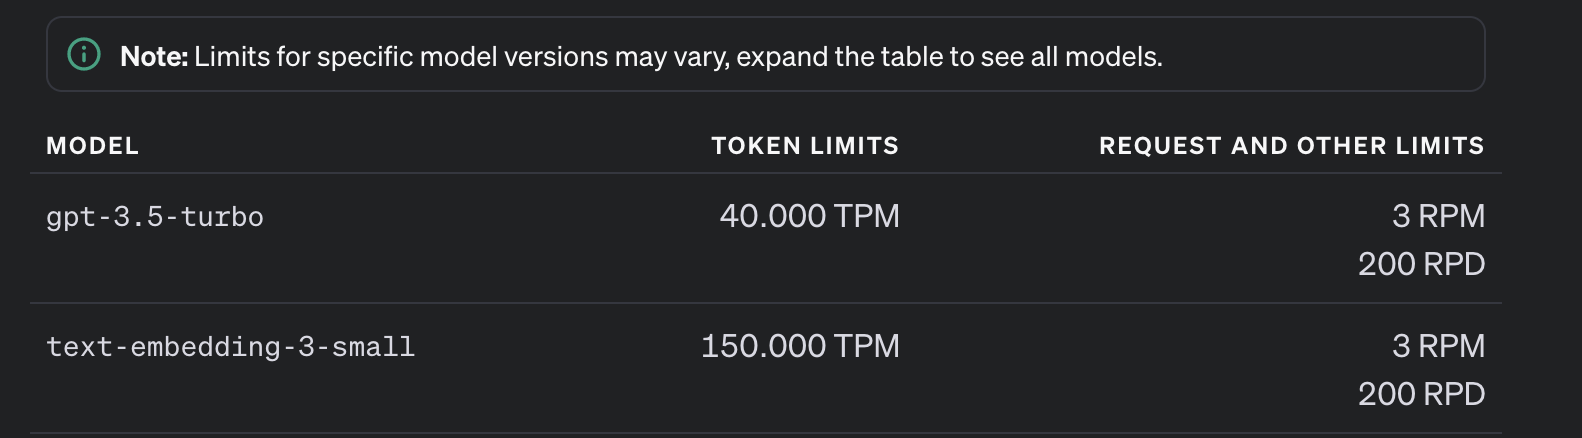 Note: Limits for specific model versions may vary, expand the table to see all models.
MODEL TOKEN LIMITS REQUEST AND OTHER LIMITS
gpt-3.5-turbo 40.000 TPM 3 RPM
200 RPD
text-embedding-3-small 150.000 TPM 3 RPM
200 RPD